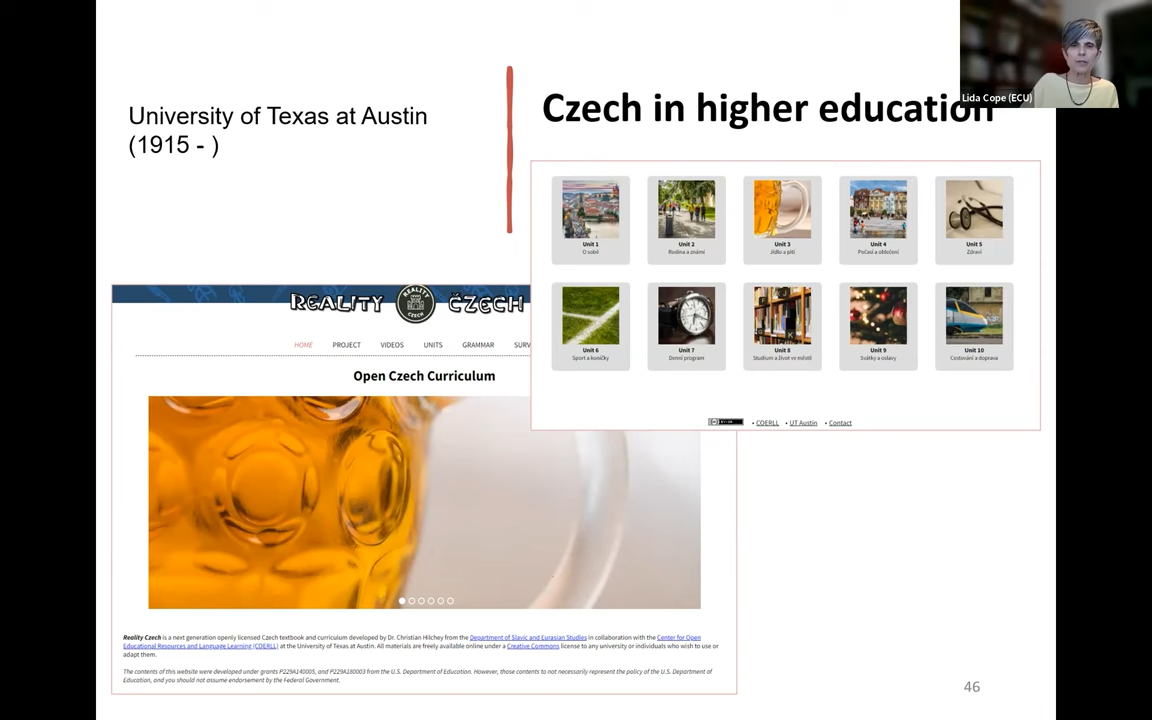 Lida Cope (ECU)
University of Texas at Austin
(1915 - )
Czech in higher education
Unit 1
O sobě
Unit 2
Rodina a známí
Unit 3
Jídlo a pití
Unit 4
Počasí a oblečení
Unit 5
Zdraví
Unit 6
Sport a koníčky
Unit 7
Denní program
Unit 8
Studium a život ve městě
Unit 9
Svátky a oslavy
Unit 10
Cestování a doprava
• COERLL • UT Austin • Contact
REALITY CZECH
REALITY ČZECH
HOME PROJECT VIDEOS UNITS GRAMMAR SURV
Open Czech Curriculum
Reality Czech is a next generation openly licensed Czech textbook and curriculum developed by Dr. Christian Hilchey from the Department of Slavic and Eurasian Studies in collaboration with the Center for Open
Educational Resources and Language Learning (COERLL) at the University of Texas at Austin. All materials are freely available online under a Creative Commons license to any university or individuals who wish to use or
adapt them.
The contents of this website were developed under grants P229A140005, and P229A180003 from the U.S. Department of Education. However, those contents to not necessarily represent the policy of the U.S. Department of
Education, and you should not assume endorsement by the Federal Government.
46